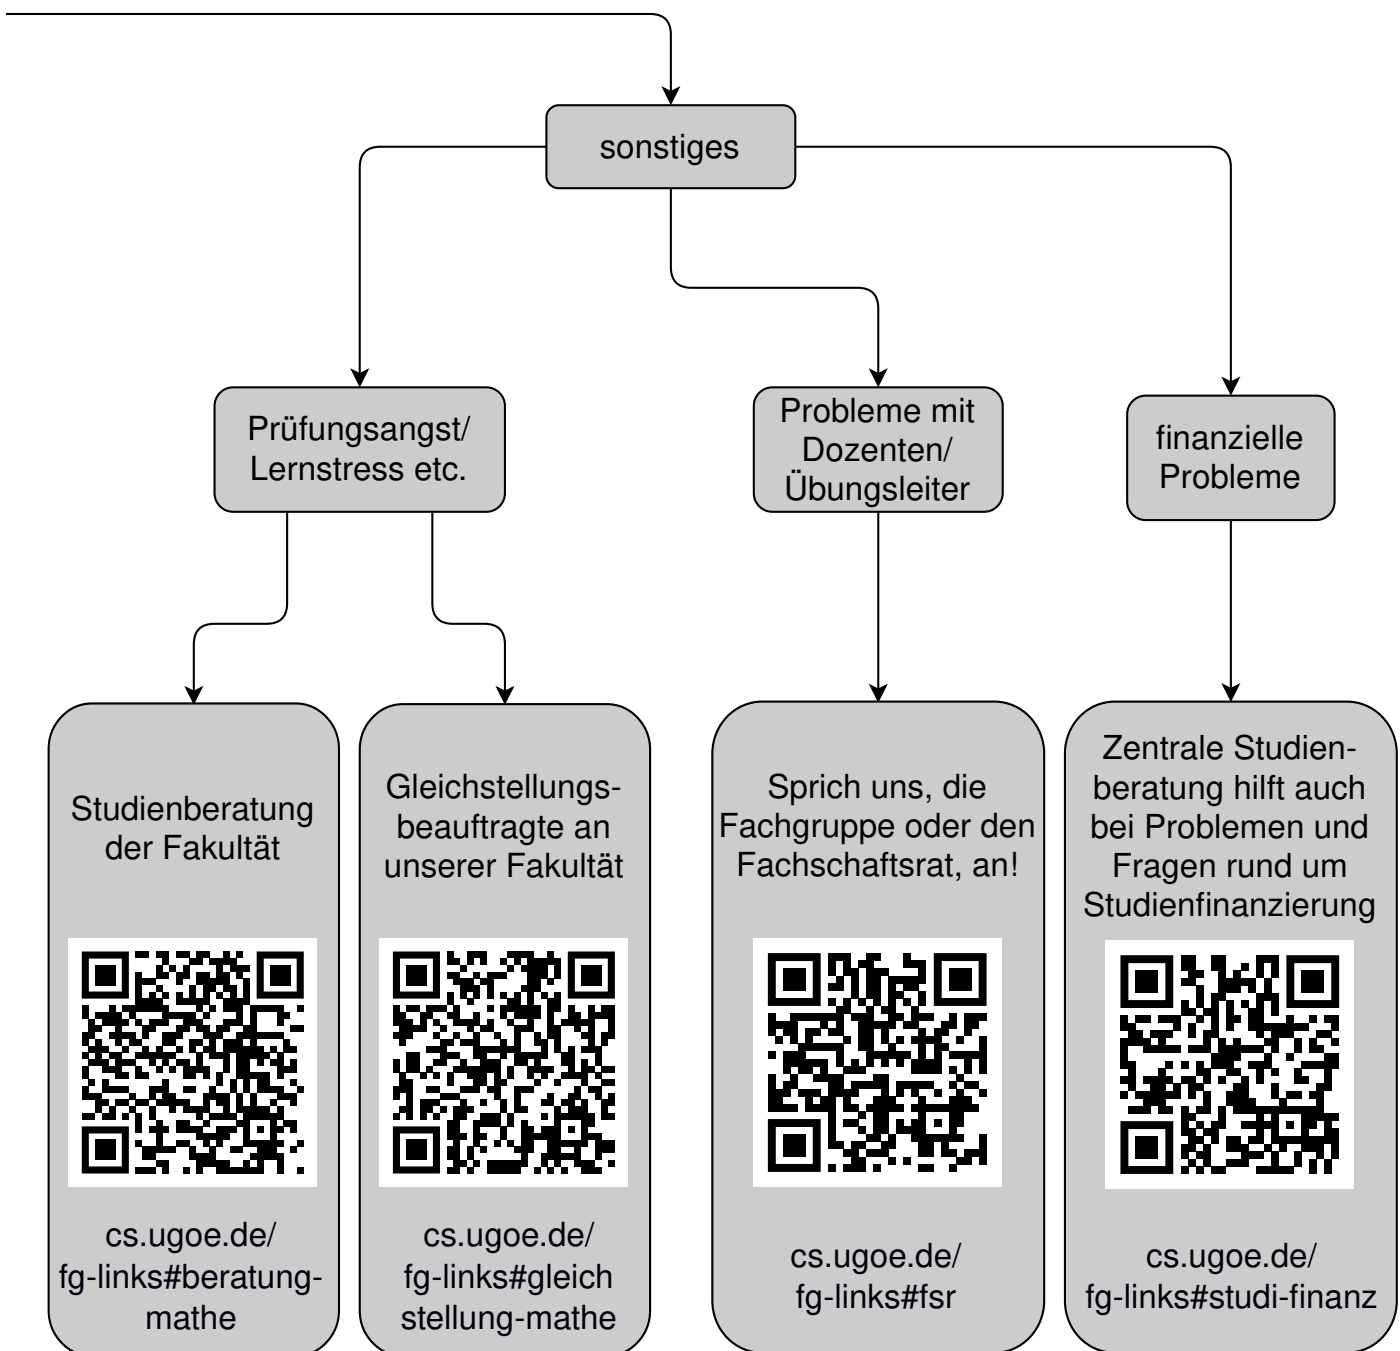 sonstiges
Prüfungsangst/
Lernstress etc.
Probleme mit
Dozenten/
Übungsleiter
finanzielle
Probleme
Studienberatung
der Fakultät
Gleichstellungs-
beauftragte an
unserer Fakultät
Sprich uns, die
Fachgruppe oder den
Fachschaftsrat, an!
Zentrale Studien-
beratung hilft auch
bei Problemen und
Fragen rund um
Studienfinanzierung
cs.ugoe.de/
fg-links#beratung-
mathe
cs.ugoe.de/
fg-links#gleich
stellung-mathe
cs.ugoe.de/
fg-links#fsr
cs.ugoe.de/
fg-links#studi-finanz